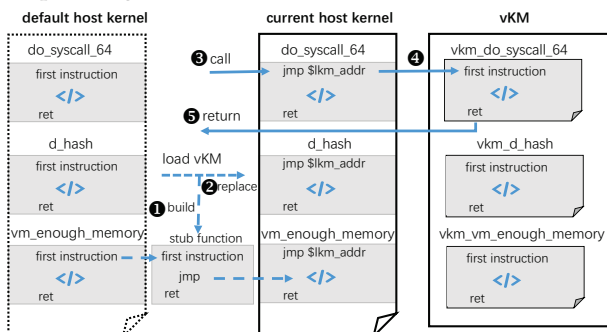 default host kernel
current host kernel
vKM
do_syscall_64
first instruction
</>
ret
❸ call
do_syscall_64
jmp $lkm_addr
</>
ret
❹
vkm_do_syscall_64
first instruction
</>
ret
❺ return
d_hash
first instruction
</>
ret
load vKM
❷ replace
❶ build
d_hash
jmp $lkm_addr
</>
ret
vkm_d_hash
first instruction
</>
ret
vm_enough_memory
first instruction
</>
ret
stub function
first instruction
jmp
ret
vm_enough_memory
jmp $lkm_addr
</>
ret
vkm_vm_enough_memory
first instruction
</>
ret